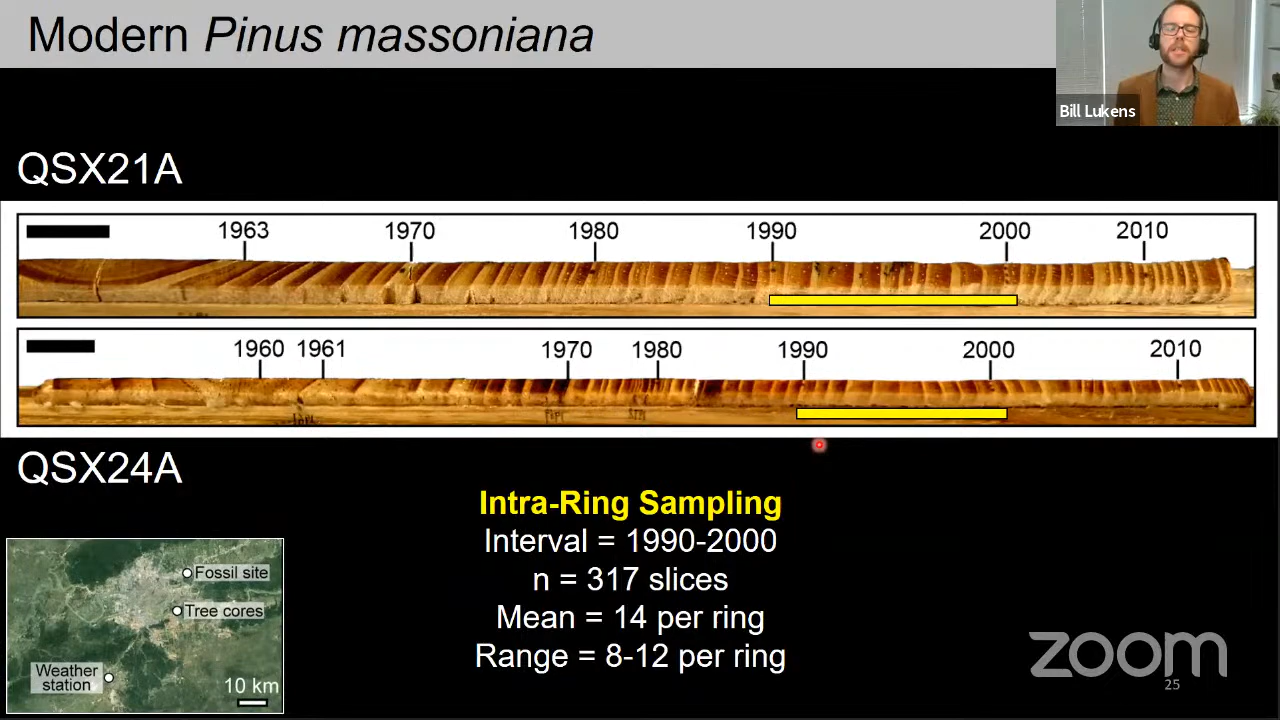 Modern Pinus massoniana
Bill Lukens
QSX21A
1963 1970 1980 1990 2000 2010
1960 1961 1970 1980 1990 2000 2010
QSX24A
Intra-Ring Sampling
Interval = 1990-2000
n = 317 slices
Mean = 14 per ring
Range = 8-12 per ring
Fossil site
Tree cores
Weather
station
10 km
zoom
25